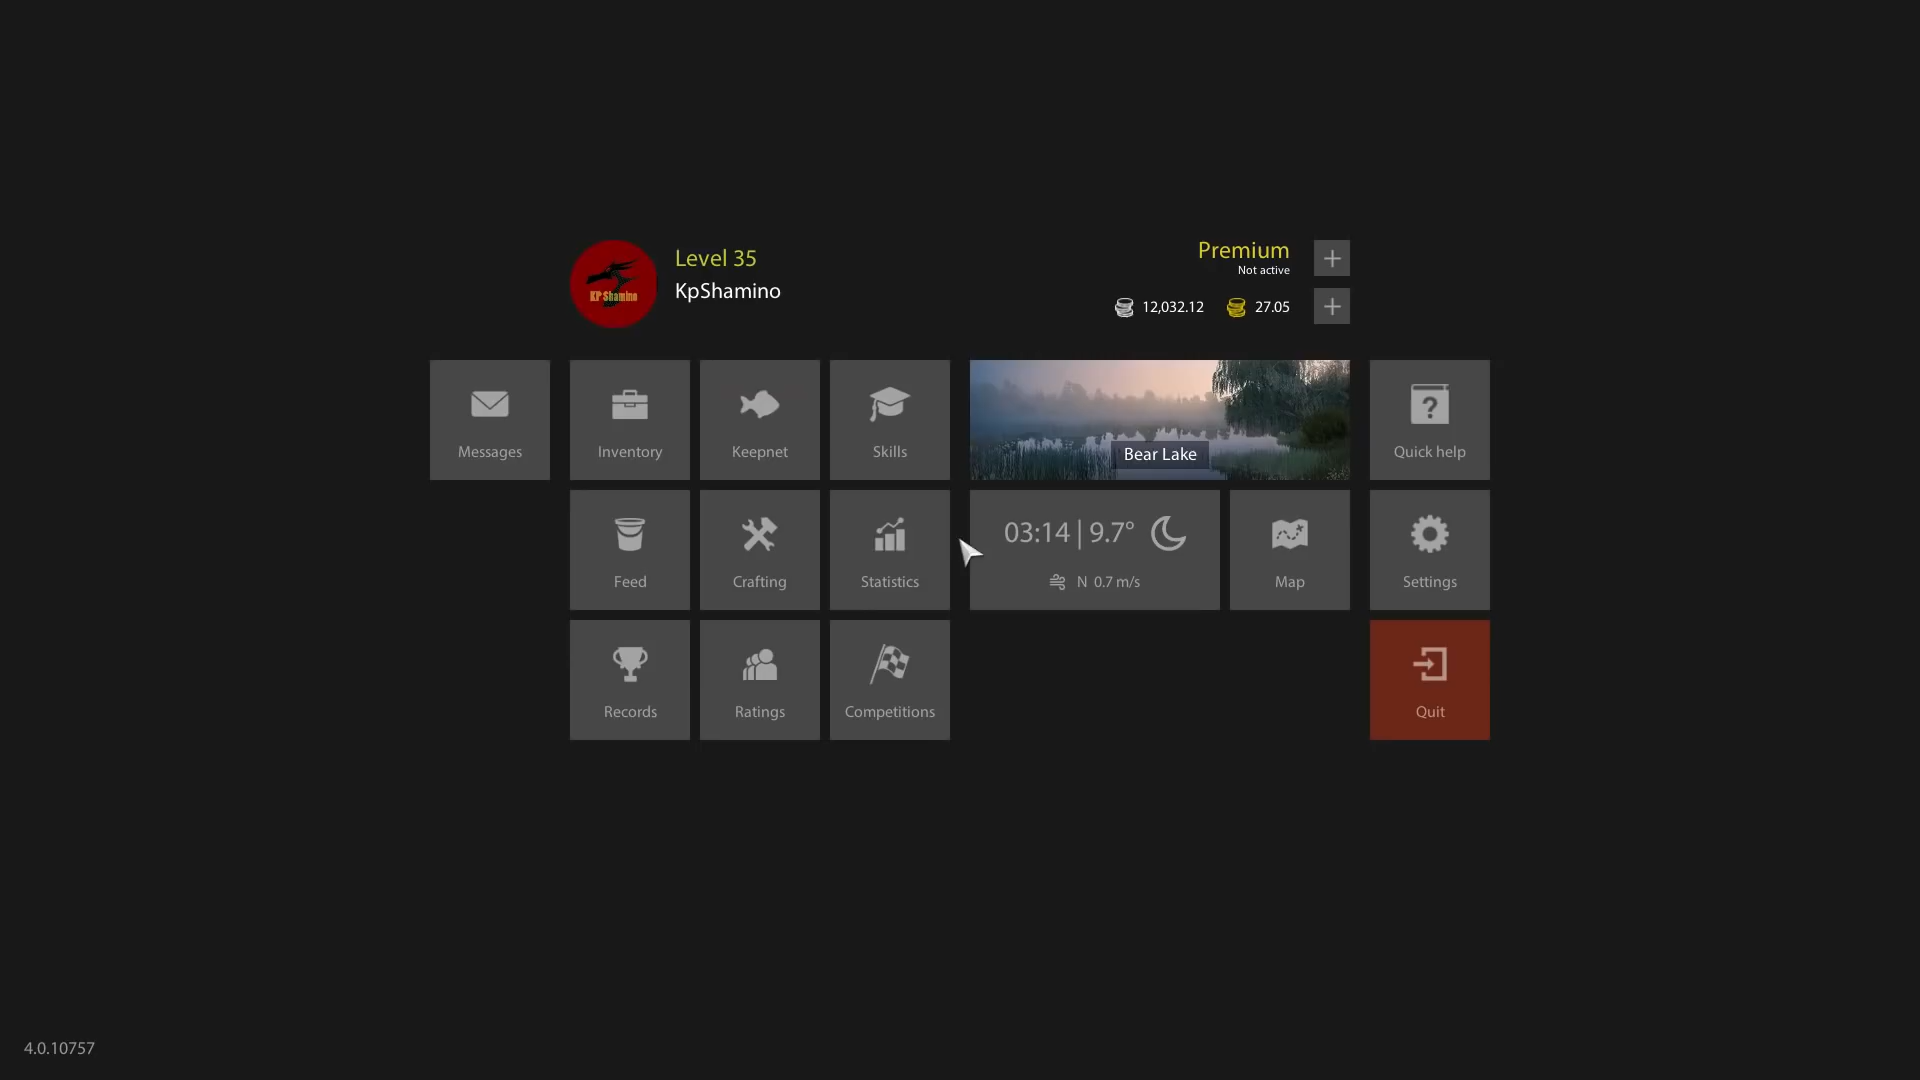 Level 35
KpShamino
KP Shamino
Premium
Not active
12,032.12 27.05
Messages
Inventory
Keepnet
Skills
Bear Lake
Quick help
Feed
Crafting
Statistics
03:14 | 9.7°
N 0.7 m/s
Map
Settings
Records
Ratings
Competitions
Quit
4.0.10757